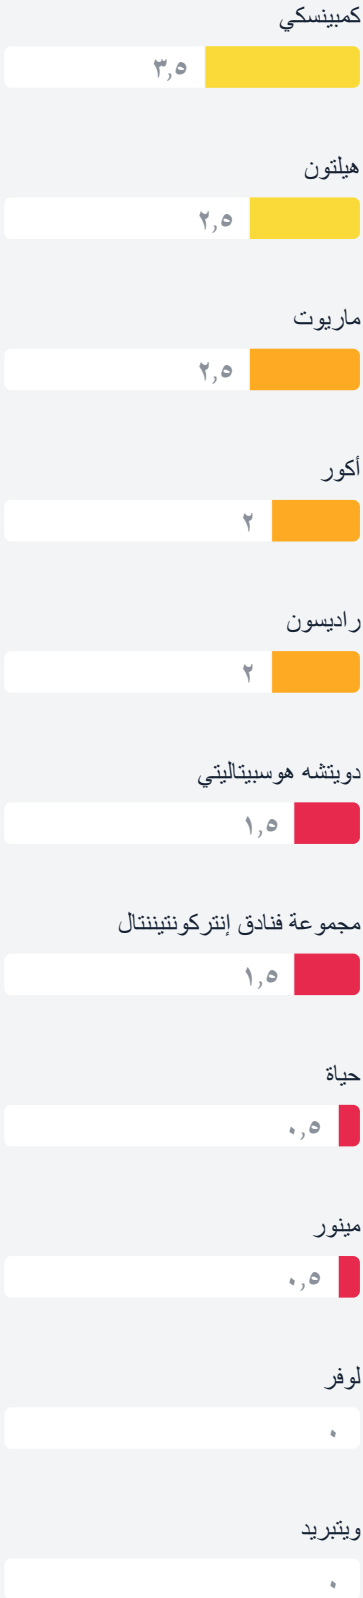 كمبينسكي
٣,٥
هيلتون
٢,٥
ماريوت
٢,٥
أكور
٢
راديسون
٢
دويتشه هوسبيتاليتي
١,٥
مجموعة فنادق إنتركونتيننتال
١,٥
حياة
٠,٥
مينور
٠,٥
لوفر
٠
ويتبريد
٠